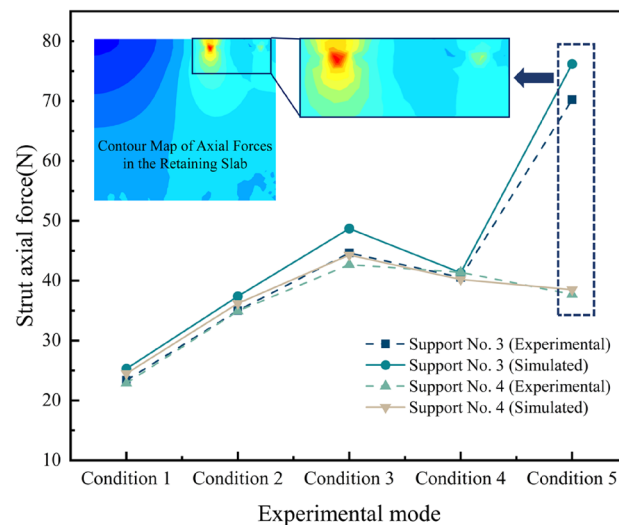 80
70
60
50
40
30
20
10
Strut axial force(N)
Contour Map of Axial Forces
in the Retaining Slab
Support No. 3 (Experimental)
Support No. 3 (Simulated)
Support No. 4 (Experimental)
Support No. 4 (Simulated)
Condition 1 Condition 2 Condition 3 Condition 4 Condition 5
Experimental mode